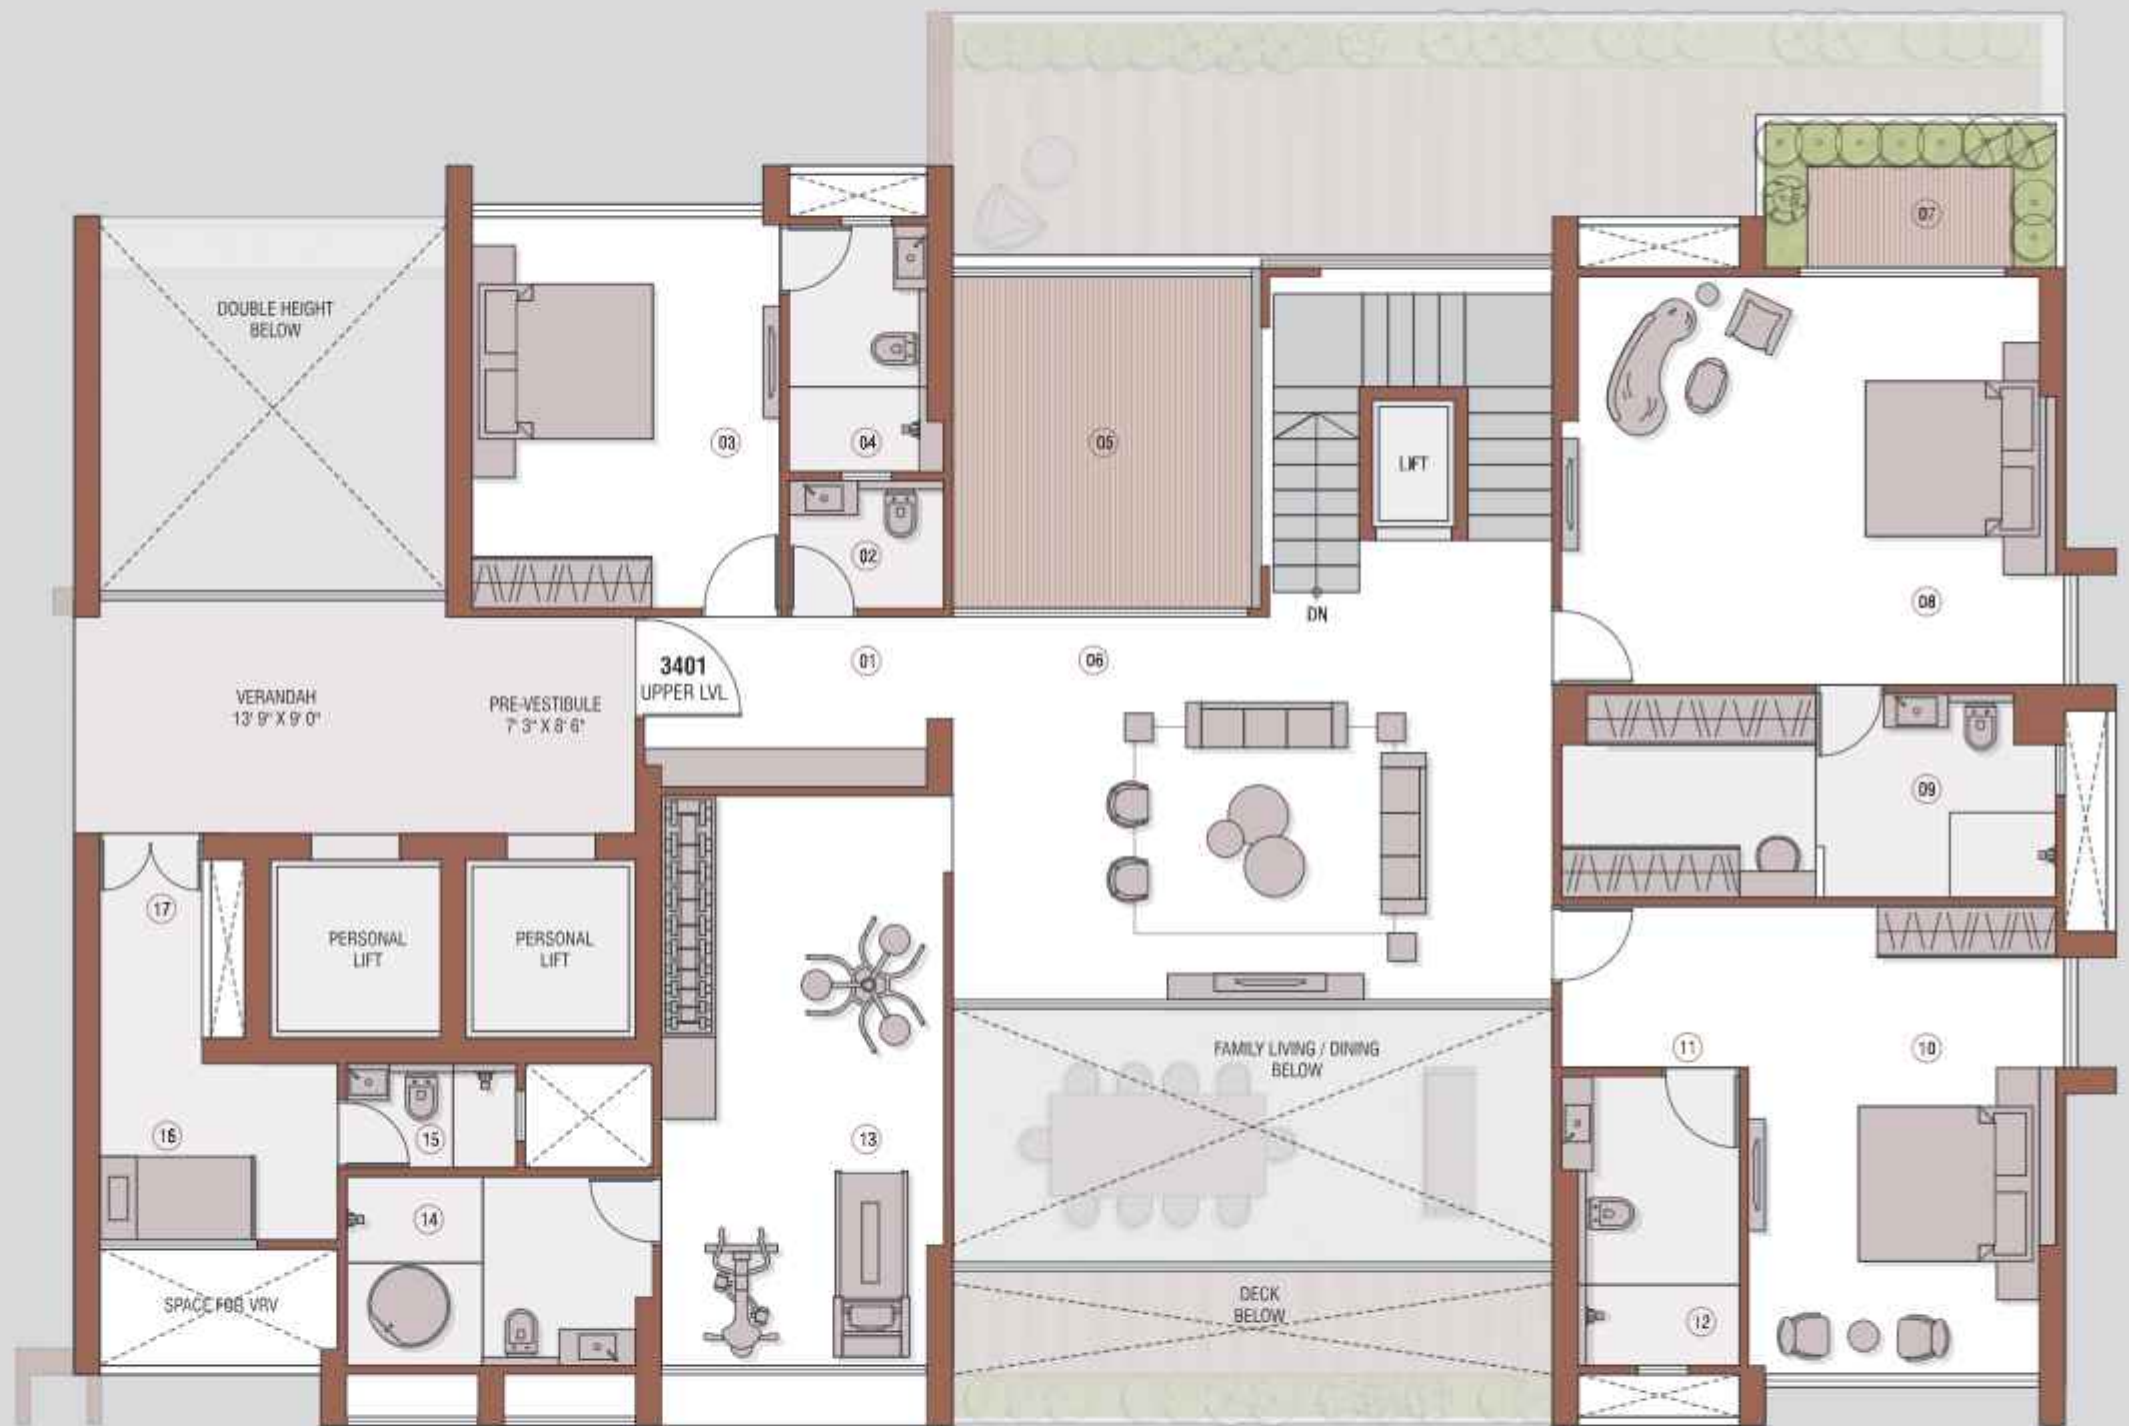 DOUBLE HEIGHT
BELOW
07
03
04
05
LIFT
02
DN
08
3401
UPPER LVL
01
06
VERANDAH
13' 9" X 9' 0"
PRE-VESTIBULE
7' 3" X 8' 6"
09
17
PERSONAL
LIFT
PERSONAL
LIFT
FAMILY LIVING / DINING
BELOW
11
10
16
15
13
14
SPACE FOR VRV
DECK
BELOW
12